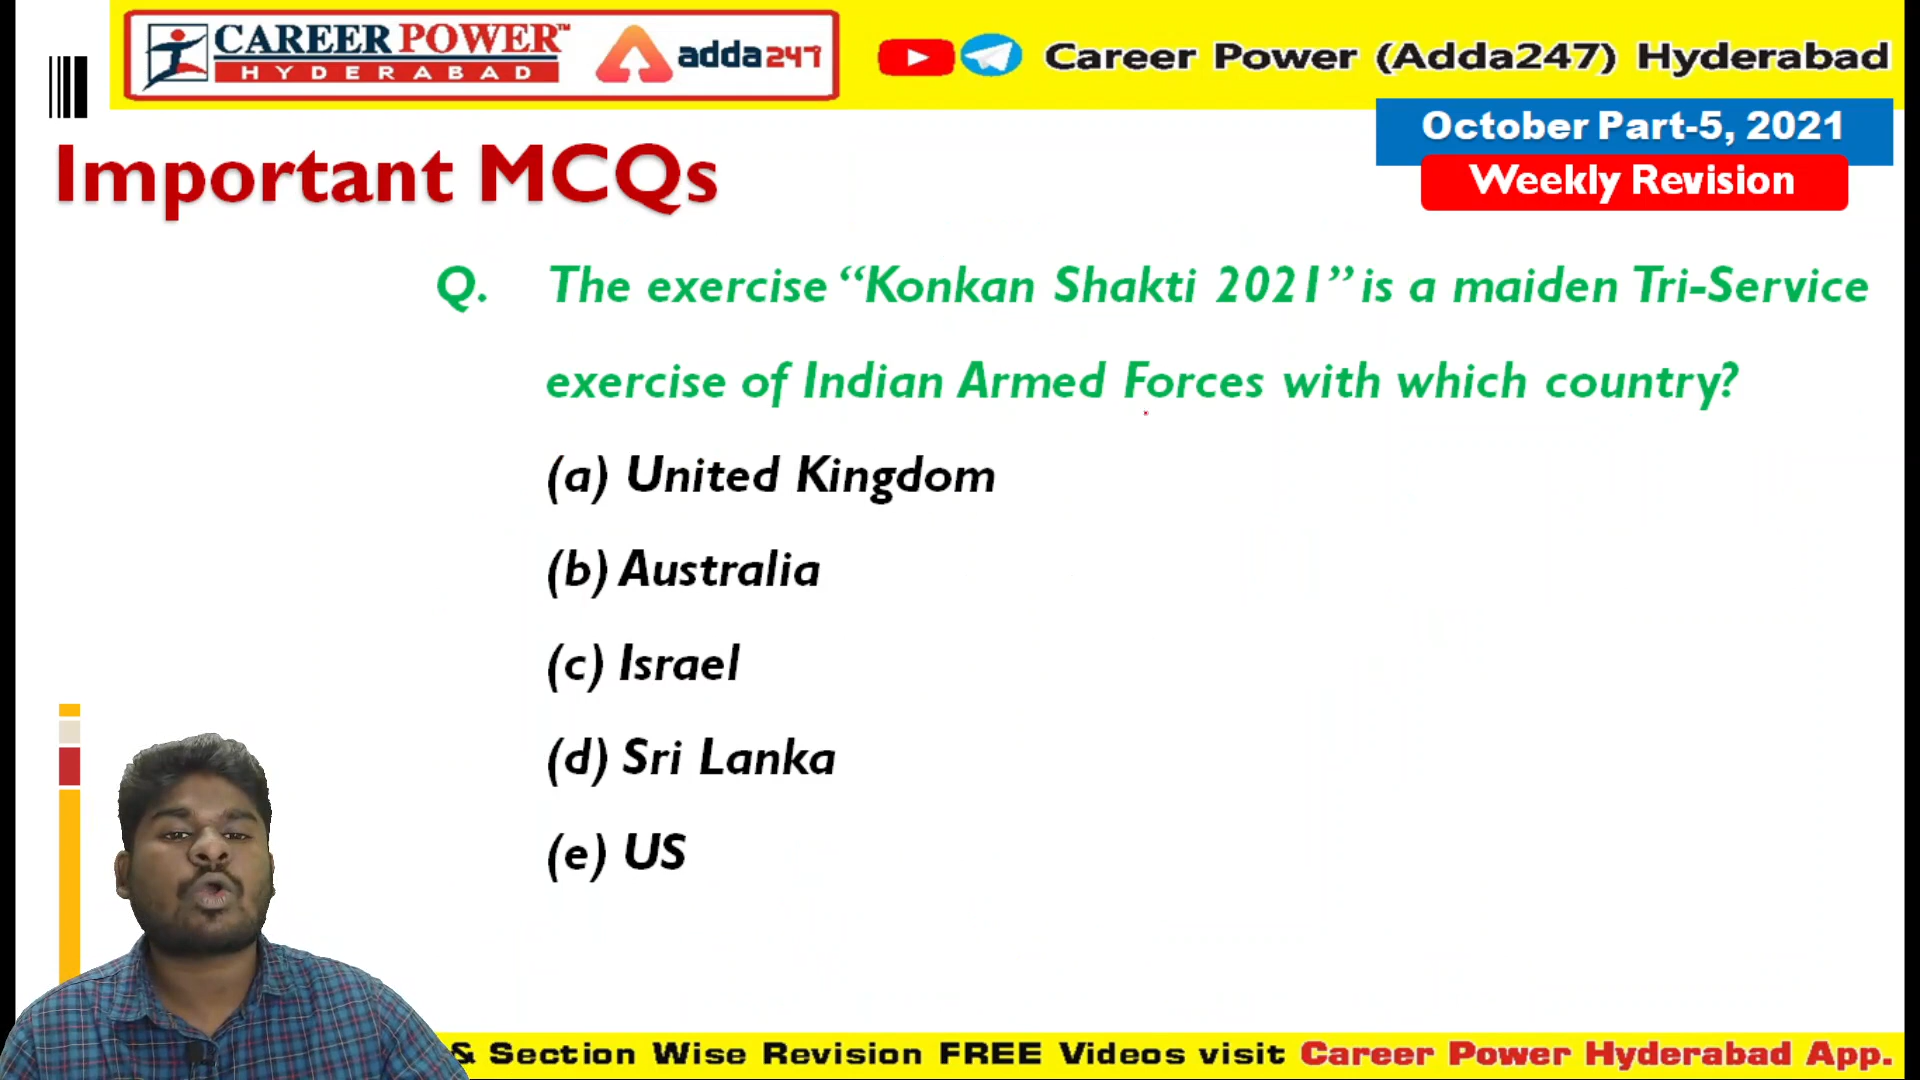 CAREER POWER™
HYDERABAD
adda247
Career Power (Adda247) Hyderabad
October Part-5, 2021
Weekly Revision
Important MCQs
Q. The exercise “Konkan Shakti 2021” is a maiden Tri-Service
exercise of Indian Armed Forces with which country?
(a) United Kingdom
(b) Australia
(c) Israel
(d) Sri Lanka
(e) US
& Section Wise Revision FREE Videos visit Career Power Hyderabad App.